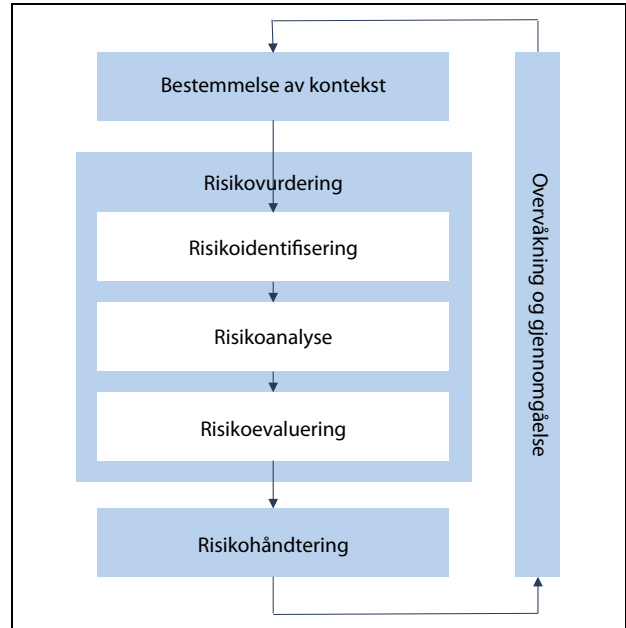 Bestemmelse av kontekst
Risikovurdering
Risikoidentifisering
Risikoanalyse
Risikoevaluering
Risikohåndtering
Overvåkning og gjennomgåelse